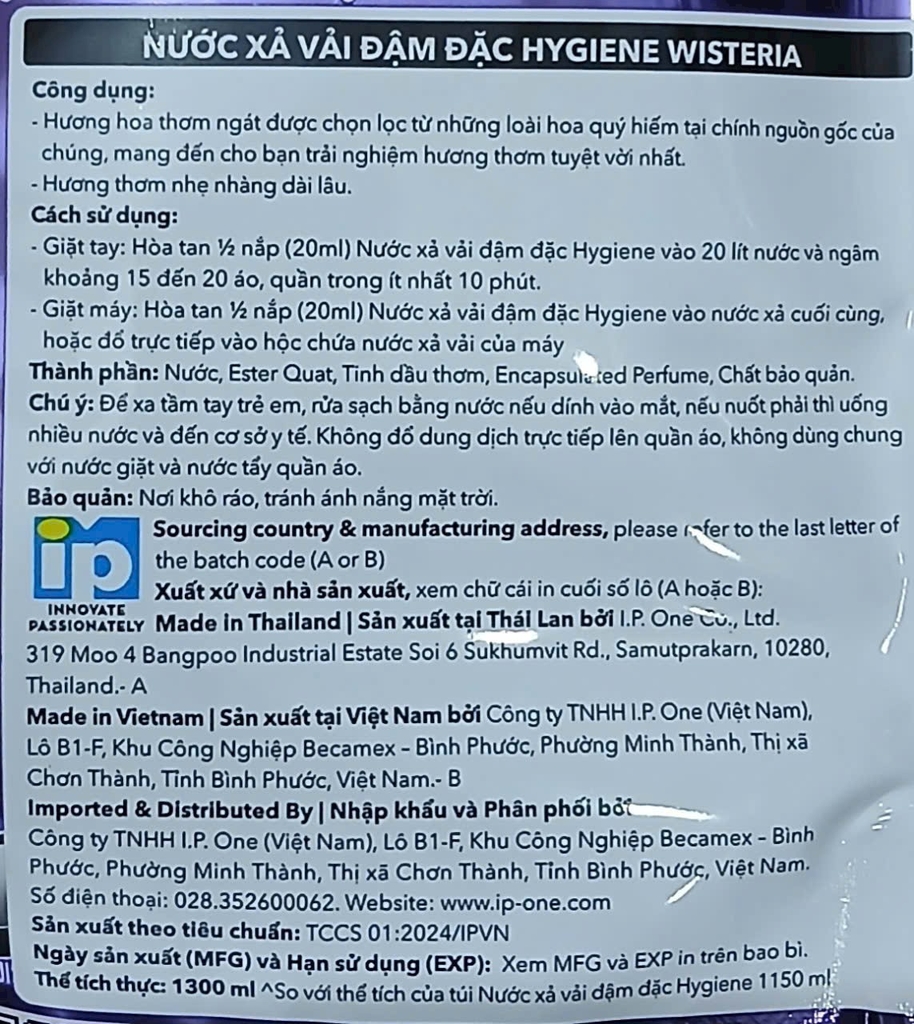 NƯỚC XẢ VẢI ĐẬM ĐẶC HYGIENE WISTERIA
Công dụng:
- Hương hoa thơm ngát được chọn lọc từ những loài hoa quý hiếm tại chính nguồn gốc của
chúng, mang đến cho bạn trải nghiệm hương thơm tuyệt vời nhất.
- Hương thơm nhẹ nhàng dài lâu.
Cách sử dụng:
- Giặt tay: Hòa tan ½ nắp (20ml) Nước xả vải đậm đặc Hygiene vào 20 lít nước và ngâm
khoảng 15 đến 20 áo, quần trong ít nhất 10 phút.
- Giặt máy: Hòa tan ½ nắp (20ml) Nước xả vải đậm đặc Hygiene vào nước xả cuối cùng,
hoặc đổ trực tiếp vào hộc chứa nước xả vải của máy
Thành phần: Nước, Ester Quat, Tinh dầu thơm, Encapsulated Perfume, Chất bảo quản.
Chú ý: Để xa tầm tay trẻ em, rửa sạch bằng nước nếu dính vào mắt, nếu nuốt phải thì uống
nhiều nước và đến cơ sở y tế. Không đổ dung dịch trực tiếp lên quần áo, không dùng chung
với nước giặt và nước tẩy quần áo.
Bảo quản: Nơi khô ráo, tránh ánh nắng mặt trời.
ip
INNOVATE
PASSIONATELY
Sourcing country & manufacturing address, please refer to the last letter of
the batch code (A or B)
Xuất xứ và nhà sản xuất, xem chữ cái in cuối số lô (A hoặc B):
Made in Thailand | Sản xuất tại Thái Lan bởi I.P. One Co., Ltd.
319 Moo 4 Bangpoo Industrial Estate Soi 6 Sukhumvit Rd., Samutprakarn, 10280,
Thailand.- A
Made in Vietnam | Sản xuất tại Việt Nam bởi Công ty TNHH I.P. One (Việt Nam),
Lô B1-F, Khu Công Nghiệp Becamex – Bình Phước, Phường Minh Thành, Thị xã
Chơn Thành, Tỉnh Bình Phước, Việt Nam.- B
Imported & Distributed By | Nhập khẩu và Phân phối bởi
Công ty TNHH I.P. One (Việt Nam), Lô B1-F, Khu Công Nghiệp Becamex – Bình
Phước, Phường Minh Thành, Thị xã Chơn Thành, Tỉnh Bình Phước, Việt Nam.
Số điện thoại: 028.352600062. Website: www.ip-one.com
Sản xuất theo tiêu chuẩn: TCCS 01:2024/IPVN
Ngày sản xuất (MFG) và Hạn sử dụng (EXP): Xem MFG và EXP in trên bao bì.
Thể tích thực: 1300 ml ^So với thể tích của túi Nước xả vải đậm đặc Hygiene 1150 ml